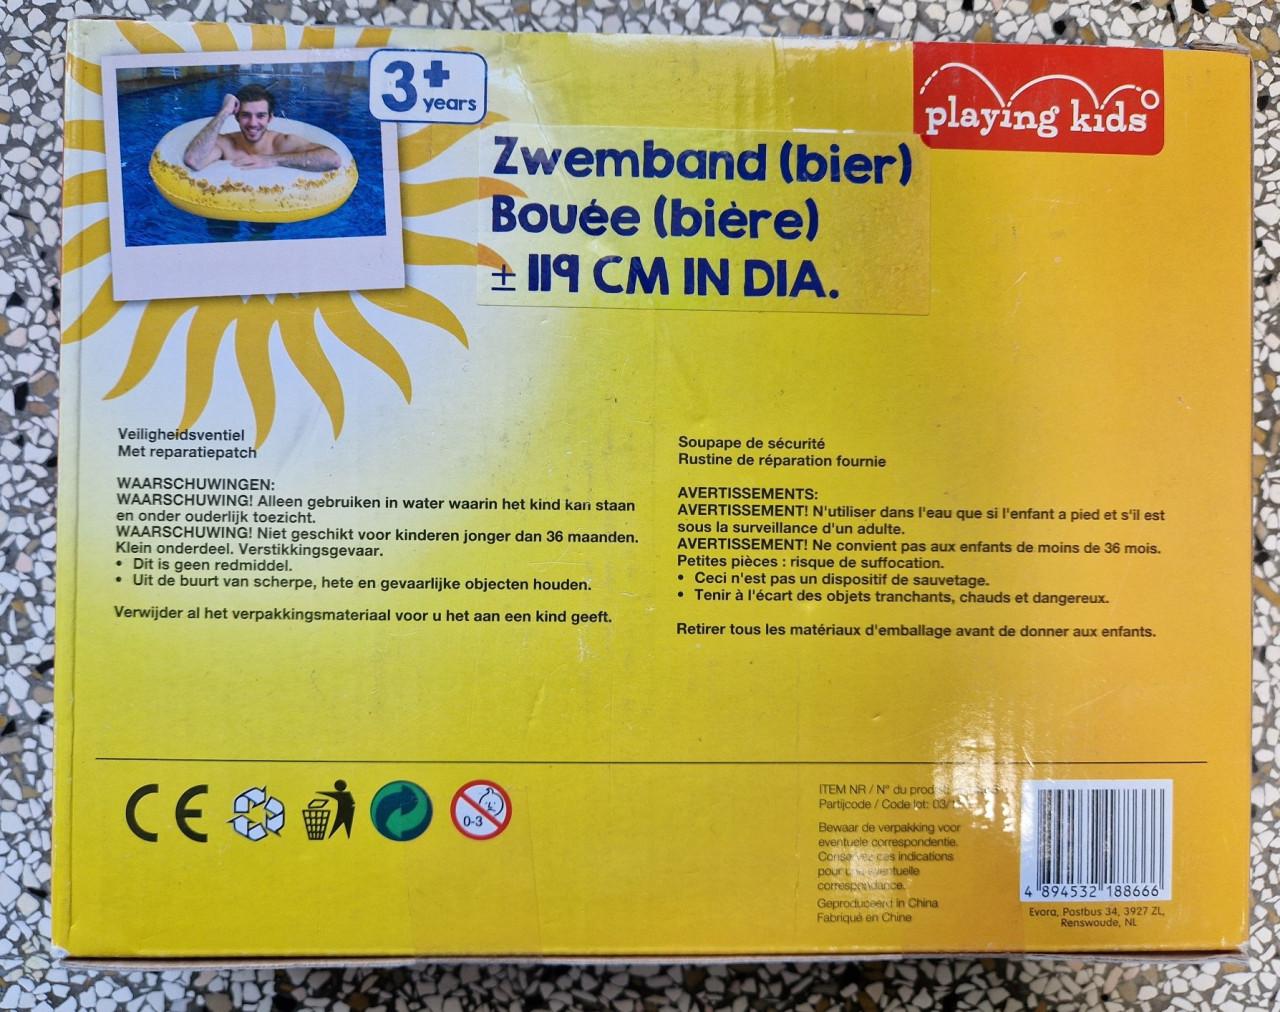 3+ years
playing kids
Zwemband (bier)
Bouée (bière)
± 119 CM IN DIA.
Veiligheidsventiel
Met reparatiepatch
WAARSCHUWINGEN:
WAARSCHUWING! Alleen gebruiken in water waarin het kind kan staan
en onder ouderlijk toezicht.
WAARSCHUWING! Niet geschikt voor kinderen jonger dan 36 maanden.
Klein onderdeel. Verstikkingsgevaar.
• Dit is geen redmiddel.
• Uit de buurt van scherpe, hete en gevaarlijke objecten houden.
Verwijder al het verpakkingsmateriaal voor u het aan een kind geeft.
Soupape de sécurité
Rustine de réparation fournie
AVERTISSEMENTS:
AVERTISSEMENT! N'utiliser dans l'eau que si l'enfant a pied et s'il est
sous la surveillance d'un adulte.
AVERTISSEMENT! Ne convient pas aux enfants de moins de 36 mois.
Petites pièces : risque de suffocation.
• Ceci n'est pas un dispositif de sauvetage.
• Tenir à l'écart des objets tranchants, chauds et dangereux.
Retirer tous les matériaux d'emballage avant de donner aux enfants.
CE
0-3
ITEM NR / N° du
Partijcode / Code lot:
Bewaar de verpakking voor
eventuele correspondentie.
Conservez ces indications
pour une éventuelle
correspondance.
Geproduceerd in China
Fabriqué en Chine
4 894532 188666
Evora, Postbus 34, 3927 ZL,
Renswoude, NL